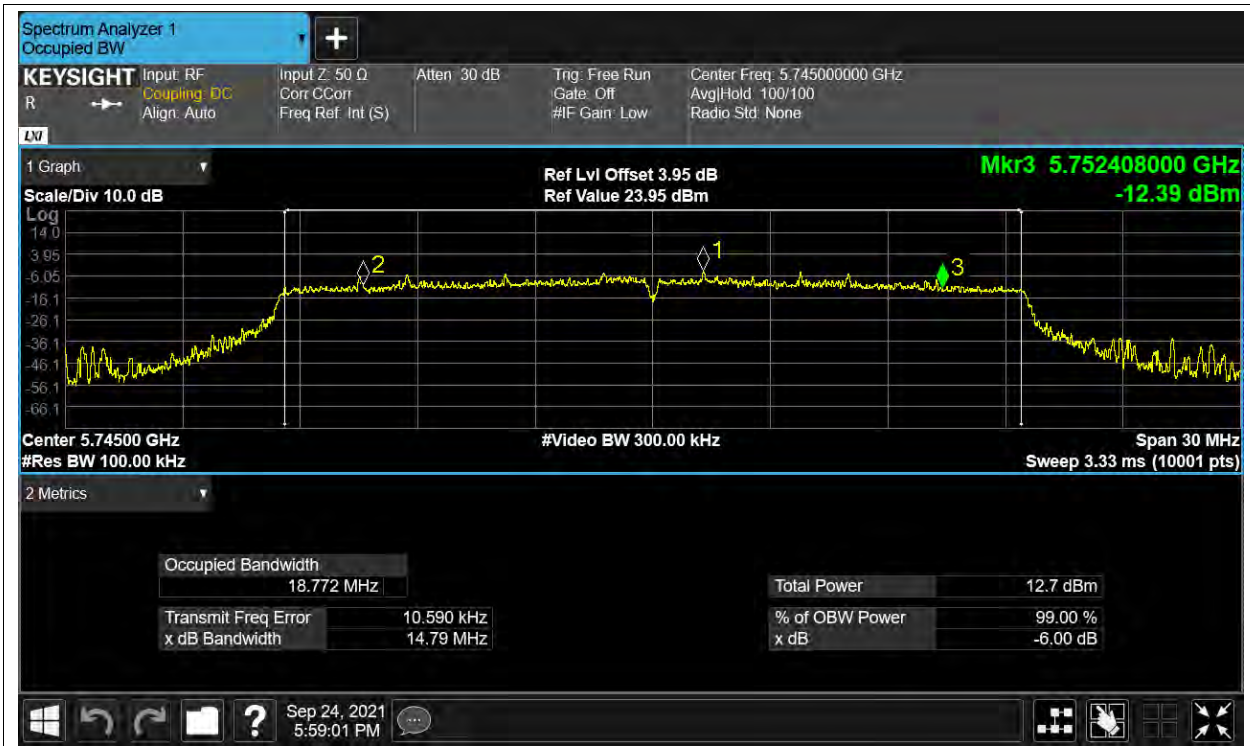 Spectrum Analyzer 1
Occupied BW
+
KEYSIGHT Input: RF Input Z: 50 Ω Atten: 30 dB Trig: Free Run Center Freq: 5.745000000 GHz
R Coupling: DC Corr CCorr Gate: Off Avg|Hold: 100/100
Align: Auto Freq Ref: Int (S) #IF Gain: Low Radio Std: None
LXI
1 Graph Ref Lvl Offset 3.95 dB Mkr3 5.752408000 GHz
Scale/Div 10.0 dB Ref Value 23.95 dBm -12.39 dBm
Log
14.0
3.95
-6.05
-16.1
-26.1
-36.1
-46.1
-56.1
-66.1
2
1
3
Center 5.74500 GHz #Video BW 300.00 kHz Span 30 MHz
#Res BW 100.00 kHz Sweep 3.33 ms (10001 pts)
2 Metrics
Occupied Bandwidth
18.772 MHz Total Power 12.7 dBm
Transmit Freq Error 10.590 kHz % of OBW Power 99.00 %
x dB Bandwidth 14.79 MHz x dB -6.00 dB
? Sep 24, 2021
5:59:01 PM